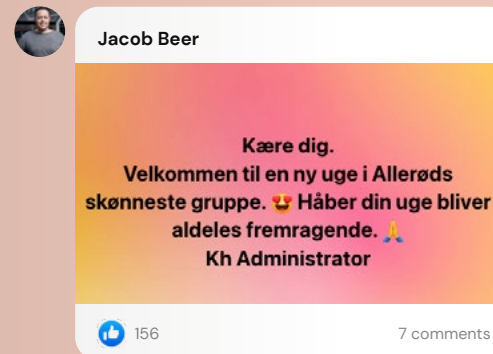 Jacob Beer
Kære dig.
Velkommen til en ny uge i Allerøds
skønneste gruppe. 😍 Håber din uge bliver
aldeles fremragende. 🙏
Kh Administrator
156
7 comments